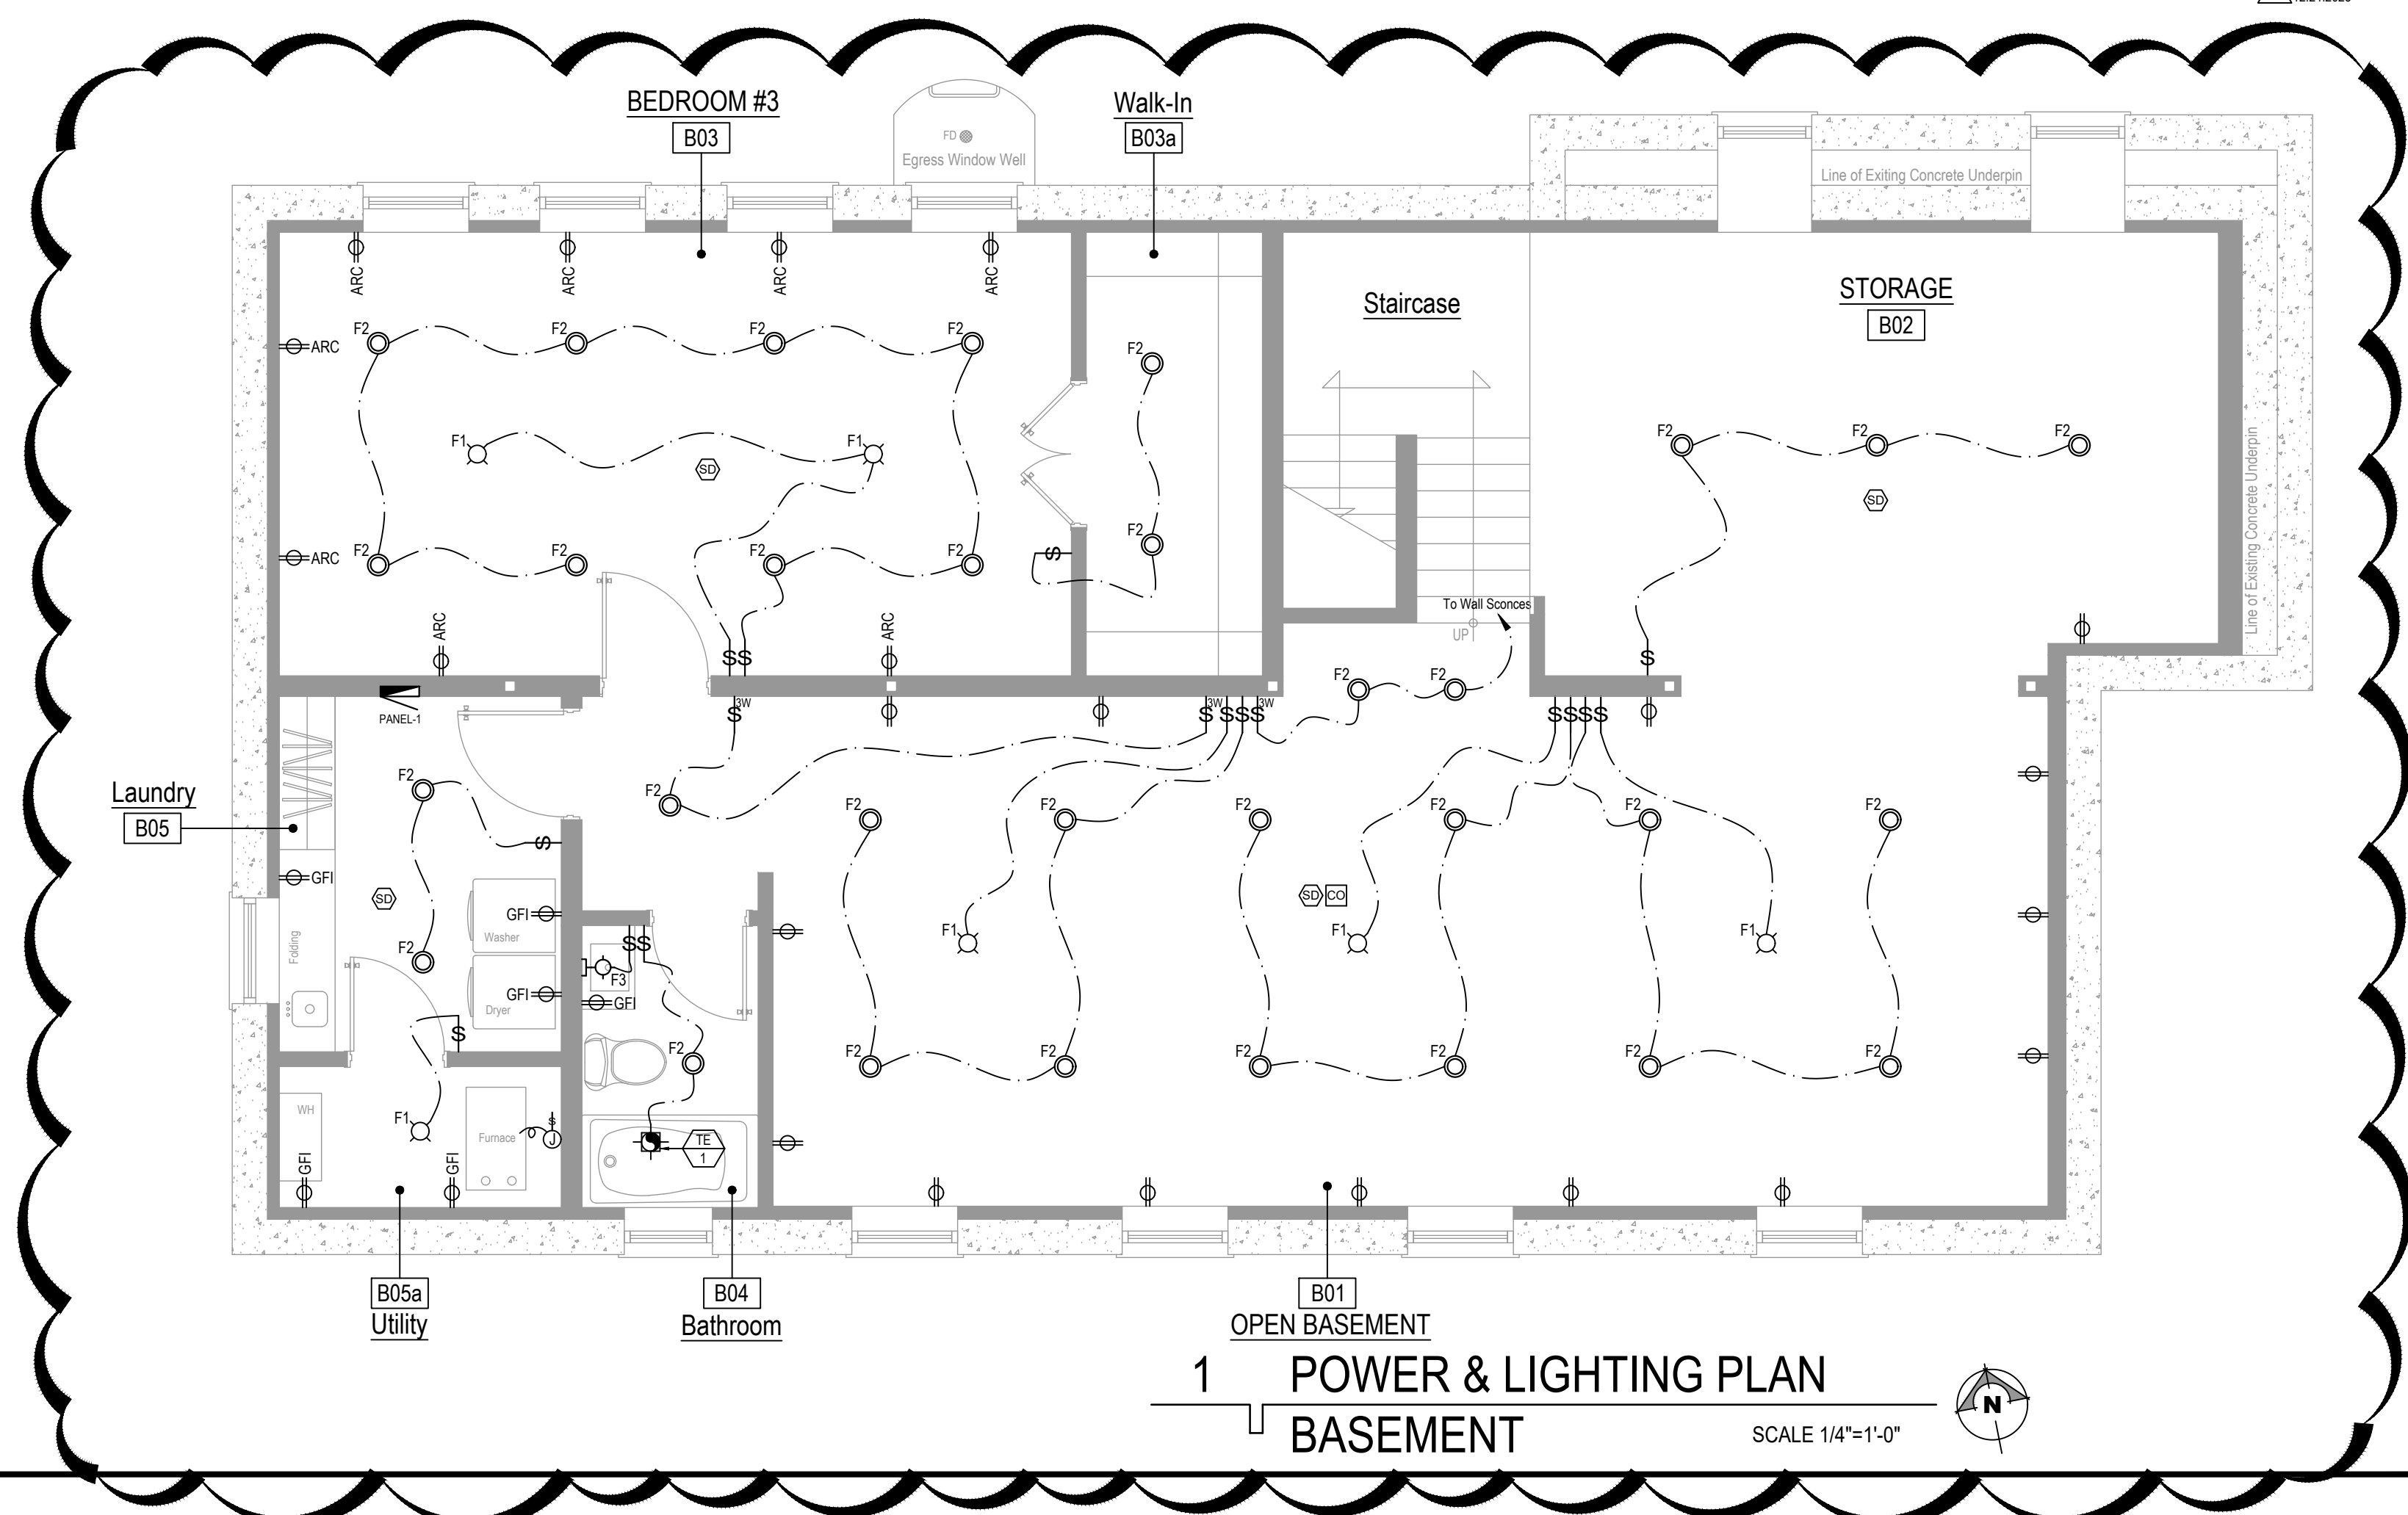 BEDROOM #3
B03
Walk-In
B03a
FD
Egress Window Well
Line of Exiting Concrete Underpin
ARC
ARC
ARC
ARC
STORAGE
B02
Staircase
F2
F2
F2
F2
ARC
F2
F1
F1
SD
F2
F2
F2
SD
Line of Existing Concrete Underpin
ARC
F2
F2
F2
F2
F2
S
To Wall Sconces
UP
ARC
ARC
SS
S
F2
F2
PANEL-1
S 3W
S 3W
S
S
S 3W
S
S
S
S
Laundry
B05
F2
F2
F2
F2
F2
F2
F2
F2
S
GFI
SD
SD
CO
GFI
Washer
SS
F1
F1
F1
Folding
F2
F3
GFI
GFI
Dryer
S
F2
F2
F2
F2
F2
F2
F2
WH
F1
Furnace
S
J
TE
1
GFI
GFI
B05a
Utility
B04
Bathroom
B01
OPEN BASEMENT
1 POWER & LIGHTING PLAN
BASEMENT
SCALE 1/4"=1'-0"
N